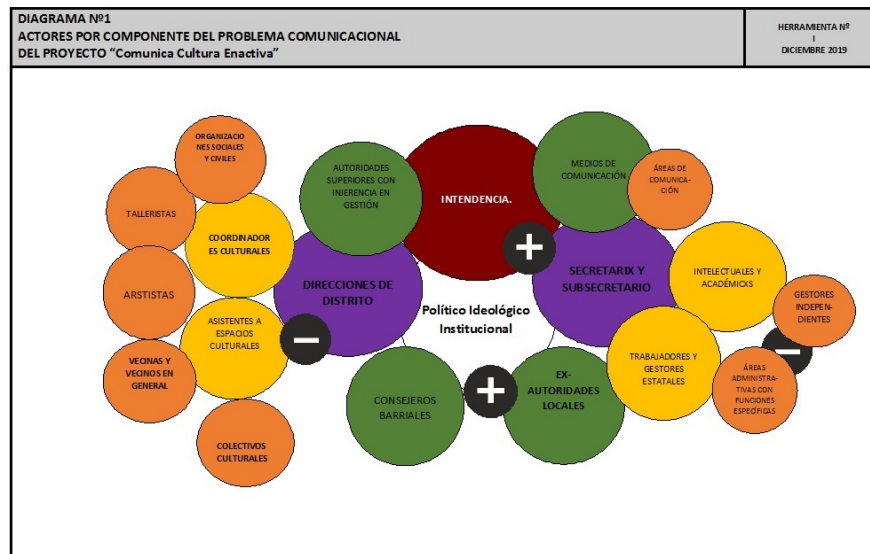 DIAGRAMA Nº1
ACTORES POR COMPONENTE DEL PROBLEMA COMUNICACIONAL
DEL PROYECTO “Comunica Cultura Enactiva”
HERRAMIENTA Nº
I
DICIEMBRE 2019
ORGANIZACIO
NES SOCIALES
Y CIVILES
TALLERISTAS
ARSTISTAS
VECINAS Y
VECINOS EN
GENERAL
COLECTIVOS
CULTURALES
COORDINADOR
ES CULTURALES
ASISTENTES A
ESPACIOS
CULTURALES
AUTORIDADES
SUPERIORES CON
INJERENCIA EN
GESTIÓN
DIRECCIONES DE
DISTRITO
−
INTENDENCIA.
+
Político Ideológico
Institucional
+
CONSEJEROS
BARRIALES
EX-
AUTORIDADES
LOCALES
MEDIOS DE
COMUNICACIÓN
ÁREAS DE
COMUNICA-
CIÓN
SECRETARIX Y
SUBSECRETARIO
INTELECTUALES Y
ACADÉMICXS
TRABAJADORES Y
GESTORES
ESTATALES
GESTORES
INDEPEN-
DIENTES
−
ÁREAS
ADMINISTRA-
TIVAS CON
FUNCIONES
ESPECÍFICAS